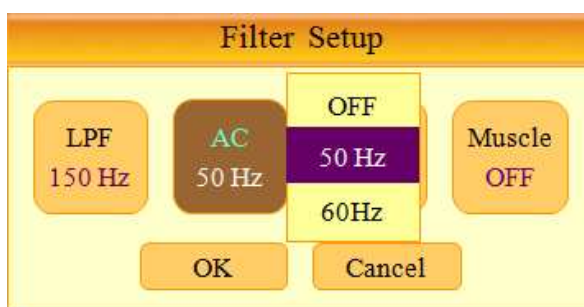 Filter Setup
LPF
150 Hz
AC
50 Hz
OFF
50 Hz
60Hz
Muscle
OFF
OK
Cancel